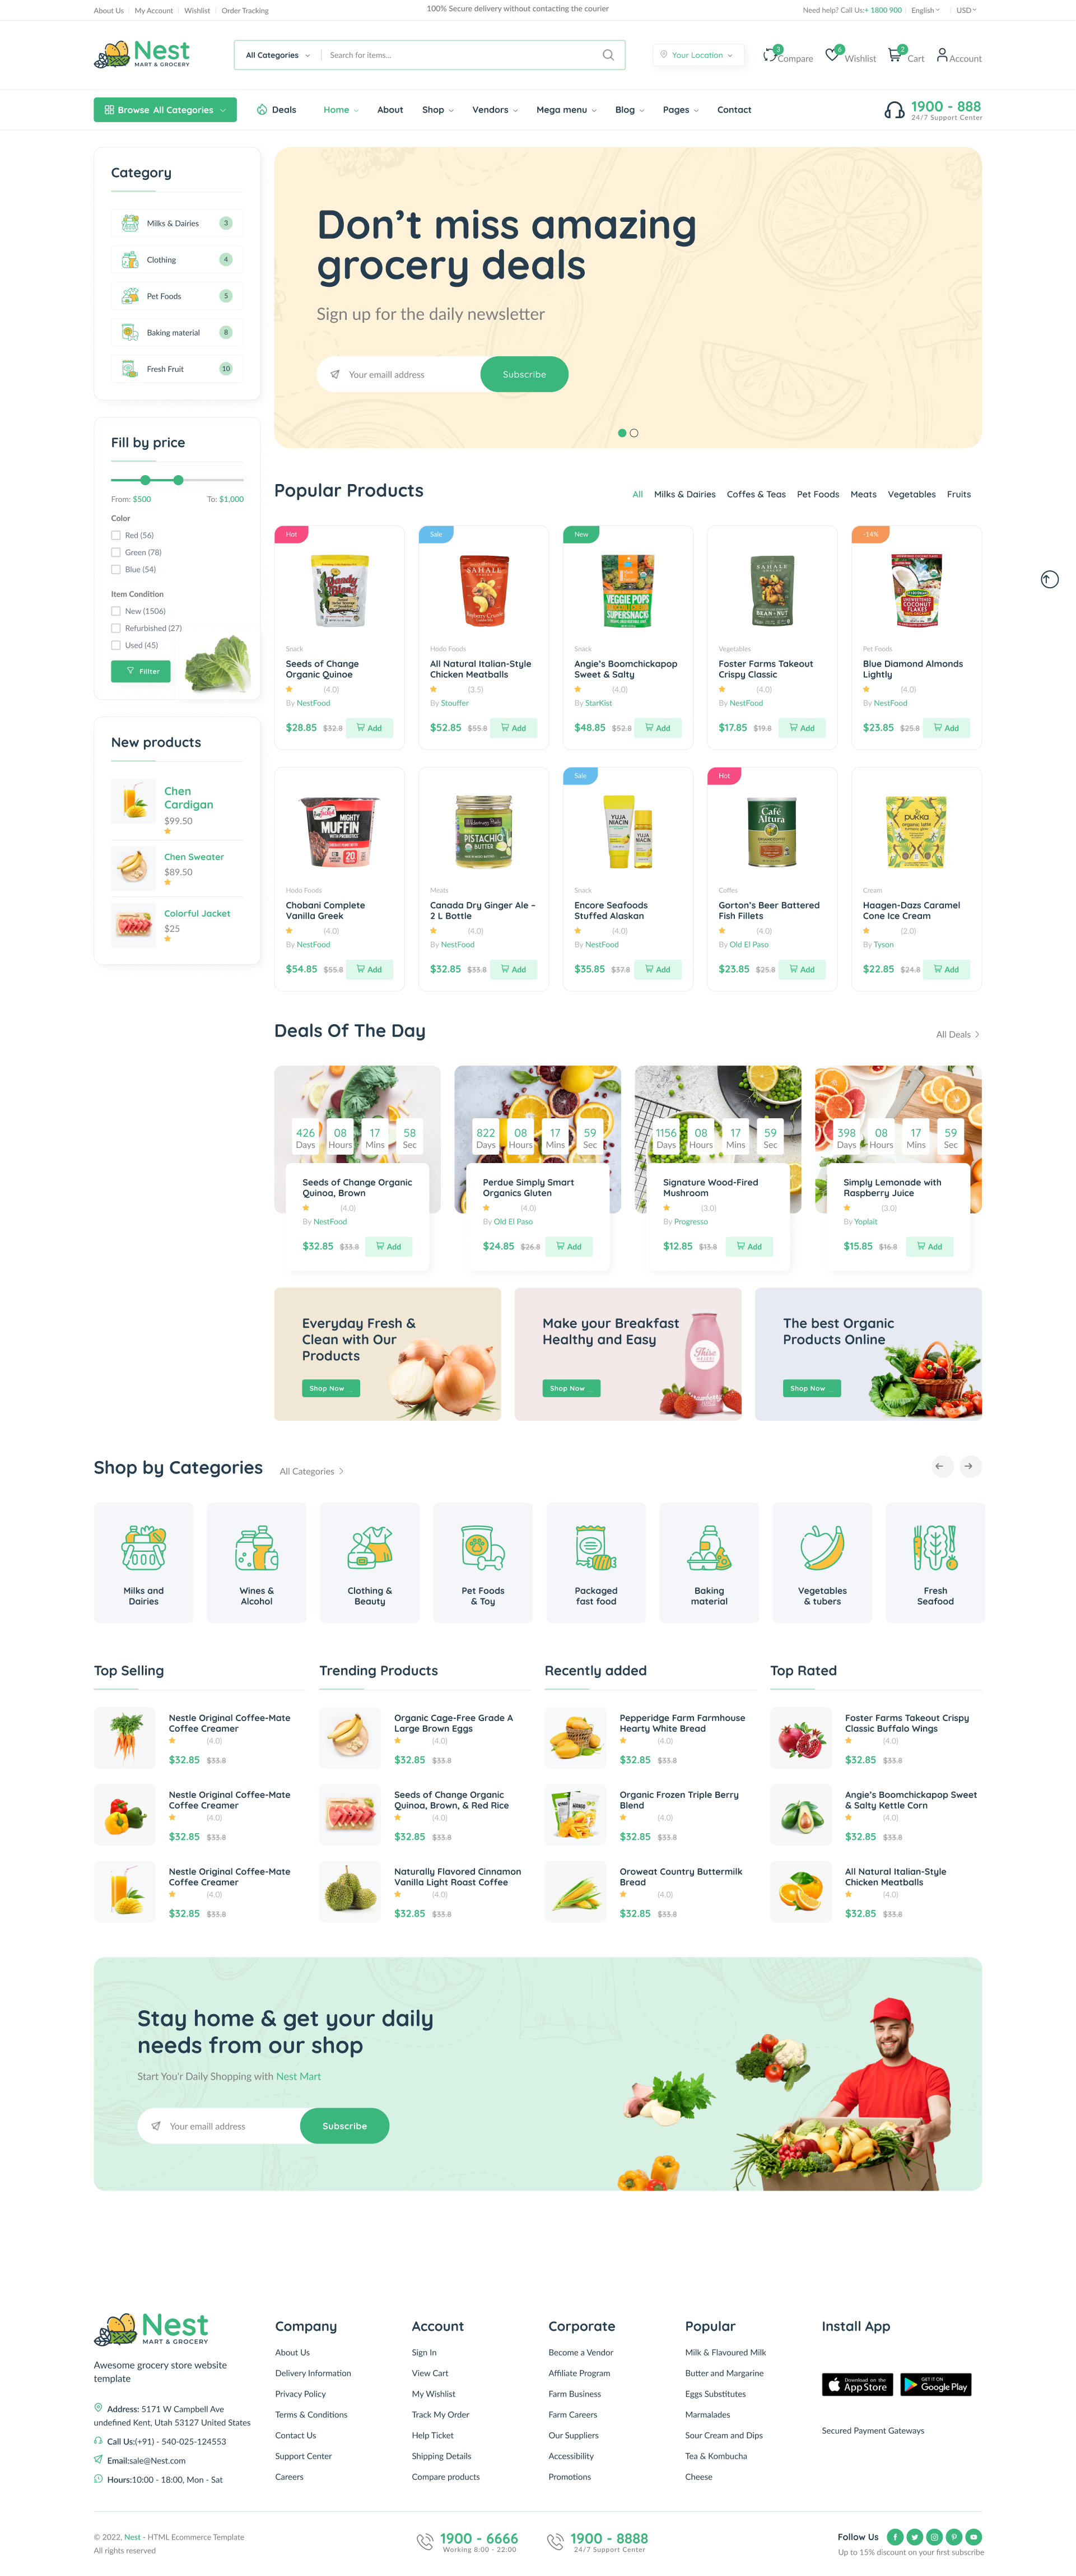 About Us
My Account
Wishlist
Order Tracking
100% Secure delivery without contacting the courier
Need help? Call Us:+ 1800 900
English
USD
Nest
MART & GROCERY
All Categories
Search for items...
Your Location
3
Compare
6
Wishlist
2
Cart
Account
Browse All Categories
Deals
Home
About
Shop
Vendors
Mega menu
Blog
Pages
Contact
1900 - 888
24/7 Support Center
Category
Milks & Dairies
3
Clothing
4
Pet Foods
5
Baking material
8
Fresh Fruit
10
Fill by price
From: $500
To: $1,000
Color
Red (56)
Green (78)
Blue (54)
Item Condition
New (1506)
Refurbished (27)
Used (45)
Fillter
New products
Chen
Cardigan
$99.50
Chen Sweater
$89.50
Colorful Jacket
$25
Don't miss amazing
grocery deals
Sign up for the daily newsletter
Your emaill address
Subscribe
Popular Products
All
Milks & Dairies
Coffes & Teas
Pet Foods
Meats
Vegetables
Fruits
Hot
Snack
Seeds of Change
Organic Quinoe
(4.0)
By NestFood
$28.85
$32.8
Add
Sale
SAHALE
Hodo Foods
All Natural Italian-Style
Chicken Meatballs
(3.5)
By Stouffer
$52.85
$55.8
Add
New
VEGGIE POPS
SUPERSNACKS
Snack
Angie's Boomchickapop
Sweet & Salty
(4.0)
By StarKist
$48.85
$52.8
Add
SAHALE
BEAN + NUT
Vegetables
Foster Farms Takeout
Crispy Classic
(4.0)
By NestFood
$17.85
$19.8
Add
-14%
COCONUT
FLAKES
Pet Foods
Blue Diamond Almonds
Lightly
(4.0)
By NestFood
$23.85
$25.8
Add
MIGHTY
MUFFIN
20
Hodo Foods
Chobani Complete
Vanilla Greek
(4.0)
By NestFood
$54.85
$55.8
Add
PISTACHIO
BUTTER
Meats
Canada Dry Ginger Ale –
2 L Bottle
(4.0)
By NestFood
$32.85
$33.8
Add
Sale
YUJA
NIACIN
YUJA
NIACIN
Snack
Encore Seafoods
Stuffed Alaskan
(4.0)
By NestFood
$35.85
$37.8
Add
Hot
Café
Altura
Coffes
Gorton's Beer Battered
Fish Fillets
(4.0)
By Old El Paso
$23.85
$25.8
Add
pukka
Cream
Haagen-Dazs Caramel
Cone Ice Cream
(2.0)
By Tyson
$22.85
$24.8
Add
Deals Of The Day
All Deals
426
Days
08
Hours
17
Mins
58
Sec
Seeds of Change Organic
Quinoa, Brown
(4.0)
By NestFood
$32.85
$33.8
Add
822
Days
08
Hours
17
Mins
59
Sec
Perdue Simply Smart
Organics Gluten
(4.0)
By Old El Paso
$24.85
$26.8
Add
1156
Days
08
Hours
17
Mins
59
Sec
Signature Wood-Fired
Mushroom
(3.0)
By Progresso
$12.85
$13.8
Add
398
Days
08
Hours
17
Mins
59
Sec
Simply Lemonade with
Raspberry Juice
(3.0)
By Yoplait
$15.85
$16.8
Add
Everyday Fresh &
Clean with Our
Products
Shop Now
Make your Breakfast
Healthy and Easy
Shop Now
The best Organic
Products Online
Shop Now
Shop by Categories
All Categories
Milks and
Dairies
Wines &
Alcohol
Clothing &
Beauty
Pet Foods
& Toy
Packaged
fast food
Baking
material
Vegetables
& tubers
Fresh
Seafood
Top Selling
Nestle Original Coffee-Mate
Coffee Creamer
(4.0)
$32.85
$33.8
Nestle Original Coffee-Mate
Coffee Creamer
(4.0)
$32.85
$33.8
Nestle Original Coffee-Mate
Coffee Creamer
(4.0)
$32.85
$33.8
Trending Products
Organic Cage-Free Grade A
Large Brown Eggs
(4.0)
$32.85
$33.8
Seeds of Change Organic
Quinoa, Brown, & Red Rice
(4.0)
$32.85
$33.8
Naturally Flavored Cinnamon
Vanilla Light Roast Coffee
(4.0)
$32.85
$33.8
Recently added
Pepperidge Farm Farmhouse
Hearty White Bread
(4.0)
$32.85
$33.8
Organic Frozen Triple Berry
Blend
(4.0)
$32.85
$33.8
Oroweat Country Buttermilk
Bread
(4.0)
$32.85
$33.8
Top Rated
Foster Farms Takeout Crispy
Classic Buffalo Wings
(4.0)
$32.85
$33.8
Angie's Boomchickapop Sweet
& Salty Kettle Corn
(4.0)
$32.85
$33.8
All Natural Italian-Style
Chicken Meatballs
(4.0)
$32.85
$33.8
Stay home & get your daily
needs from our shop
Start You'r Daily Shopping with Nest Mart
Your emaill address
Subscribe
Nest
MART & GROCERY
Awesome grocery store website
template
Address: 5171 W Campbell Ave
undefined Kent, Utah 53127 United States
Call Us:(+91) - 540-025-124553
Email:sale@Nest.com
Hours:10:00 - 18:00, Mon - Sat
Company
About Us
Delivery Information
Privacy Policy
Terms & Conditions
Contact Us
Support Center
Careers
Account
Sign In
View Cart
My Wishlist
Track My Order
Help Ticket
Shipping Details
Compare products
Corporate
Become a Vendor
Affiliate Program
Farm Business
Farm Careers
Our Suppliers
Accessibility
Promotions
Popular
Milk & Flavoured Milk
Butter and Margarine
Eggs Substitutes
Marmalades
Sour Cream and Dips
Tea & Kombucha
Cheese
Install App
Download on the
App Store
GET IT ON
Google Play
Secured Payment Gateways
© 2022, Nest - HTML Ecommerce Template
All rights reserved
1900 - 6666
Working 8:00 - 22:00
1900 - 8888
24/7 Support Center
Follow Us
Up to 15% discount on your first subscribe